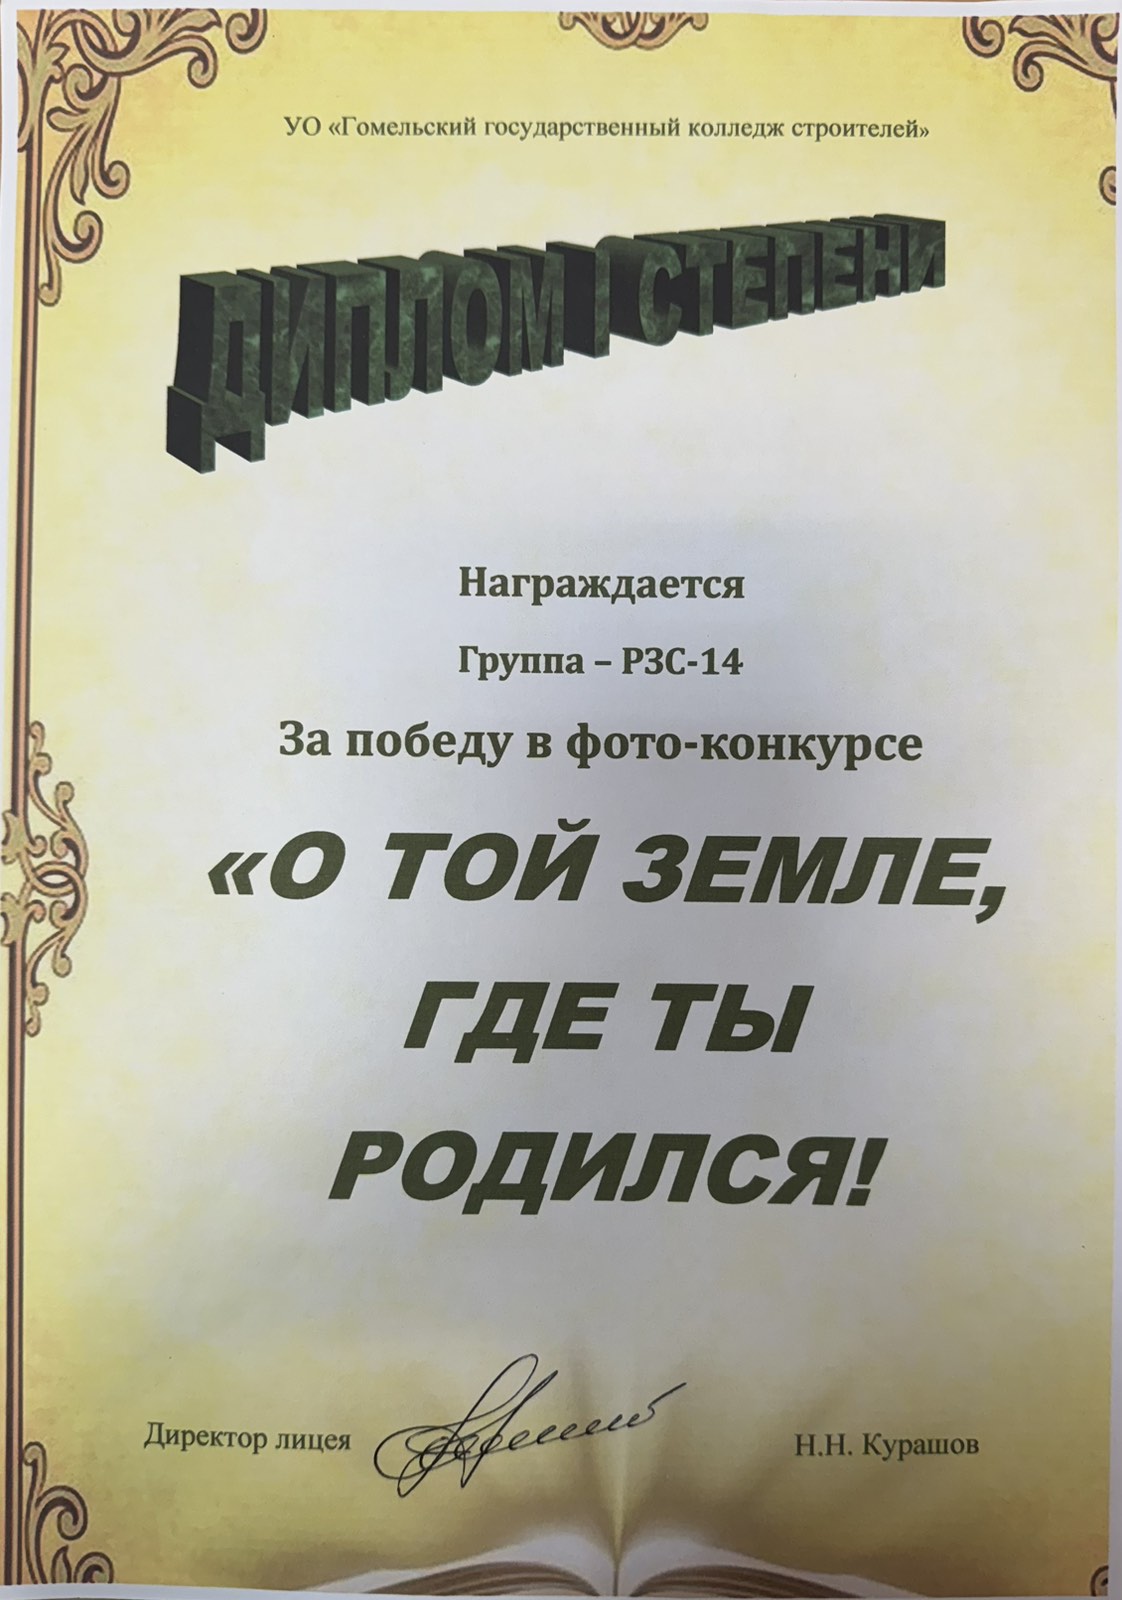 УО «Гомельский государственный колледж строителей»
ДИПЛОМ I СТЕПЕНИ
Награждается
Группа – РЗС-14
За победу в фото-конкурсе
«О ТОЙ ЗЕМЛЕ,
ГДЕ ТЫ
РОДИЛСЯ!
Директор лицея Н.Н. Курашов